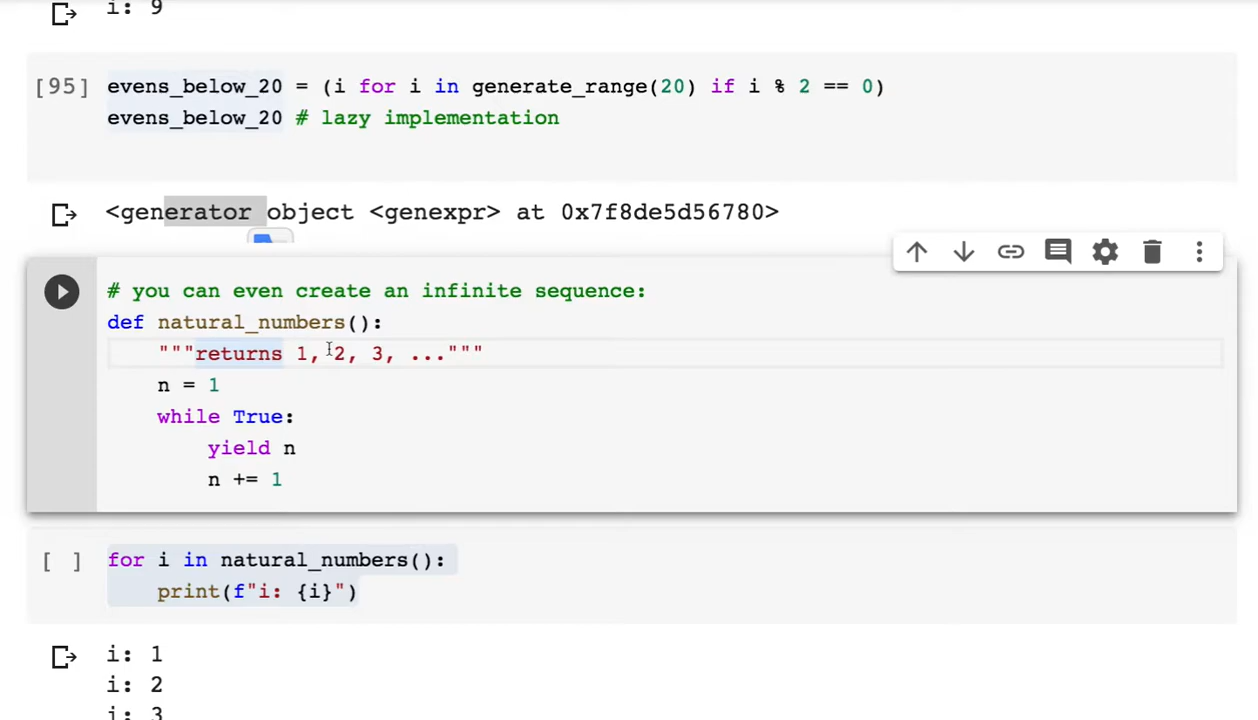 i: 9
[95] evens_below_20 = (i for i in generate_range(20) if i % 2 == 0)
evens_below_20 # lazy implementation
<generator object <genexpr> at 0x7f8de5d56780>
# you can even create an infinite sequence:
def natural_numbers():
    """returns 1, 2, 3, ..."""
    n = 1
    while True:
        yield n
        n += 1
[ ] for i in natural_numbers():
    print(f"i: {i}")
i: 1
i: 2
i: 3